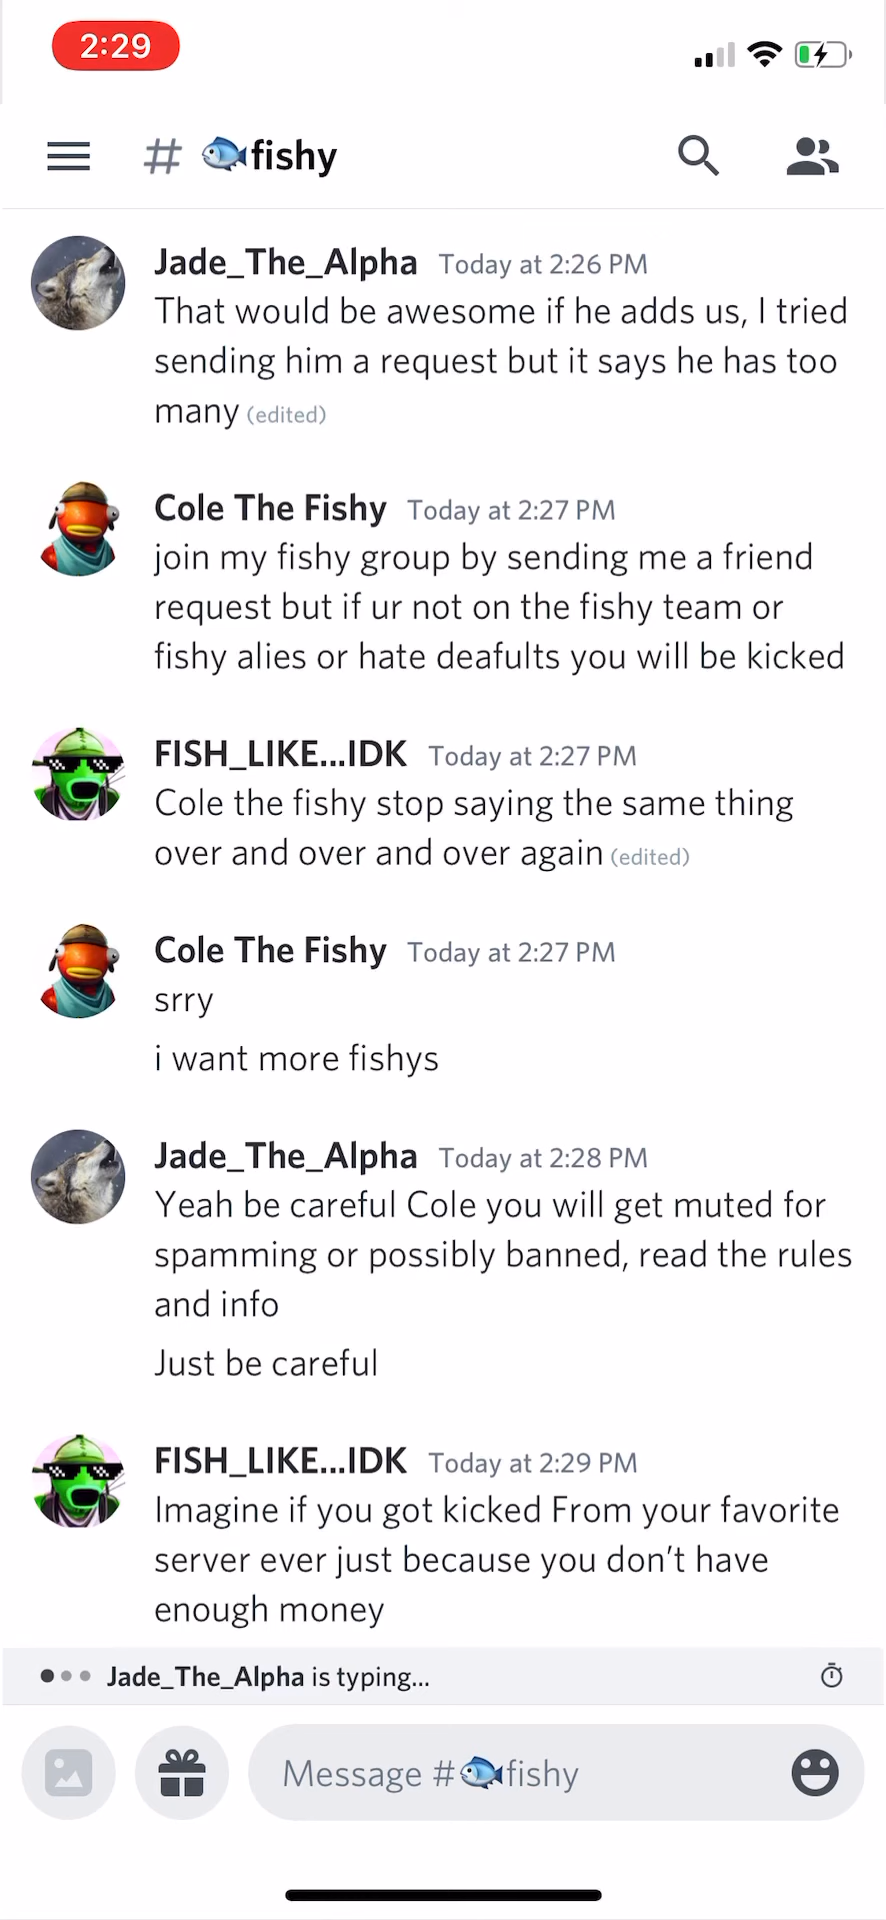 2:29
# 🐟fishy
Jade_The_Alpha Today at 2:26 PM
That would be awesome if he adds us, I tried
sending him a request but it says he has too
many (edited)
Cole The Fishy Today at 2:27 PM
join my fishy group by sending me a friend
request but if ur not on the fishy team or
fishy alies or hate deafults you will be kicked
FISH_LIKE...IDK Today at 2:27 PM
Cole the fishy stop saying the same thing
over and over and over again (edited)
Cole The Fishy Today at 2:27 PM
srry
i want more fishys
Jade_The_Alpha Today at 2:28 PM
Yeah be careful Cole you will get muted for
spamming or possibly banned, read the rules
and info
Just be careful
FISH_LIKE...IDK Today at 2:29 PM
Imagine if you got kicked From your favorite
server ever just because you don't have
enough money
Jade_The_Alpha is typing...
Message #🐟fishy